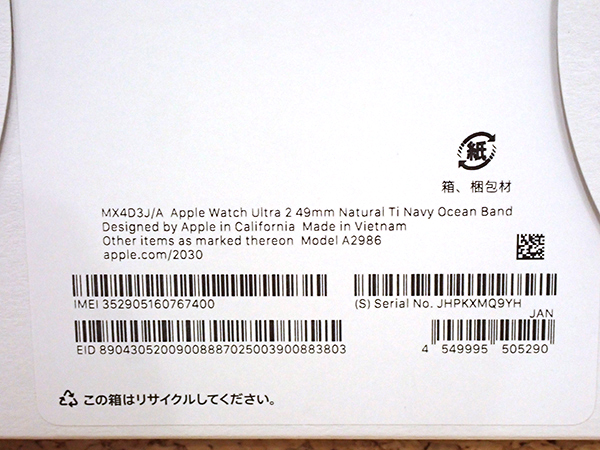 紙
箱、梱包材
MX4D3J/A Apple Watch Ultra 2 49mm Natural Ti Navy Ocean Band
Designed by Apple in California Made in Vietnam
Other items as marked thereon Model A2986
apple.com/2030
IMEI 352905160767400
(S) Serial No. JHPKXMQ9YH
JAN
EID 89043052009008887025003900883803
4 549995 505290
この箱はリサイクルしてください。